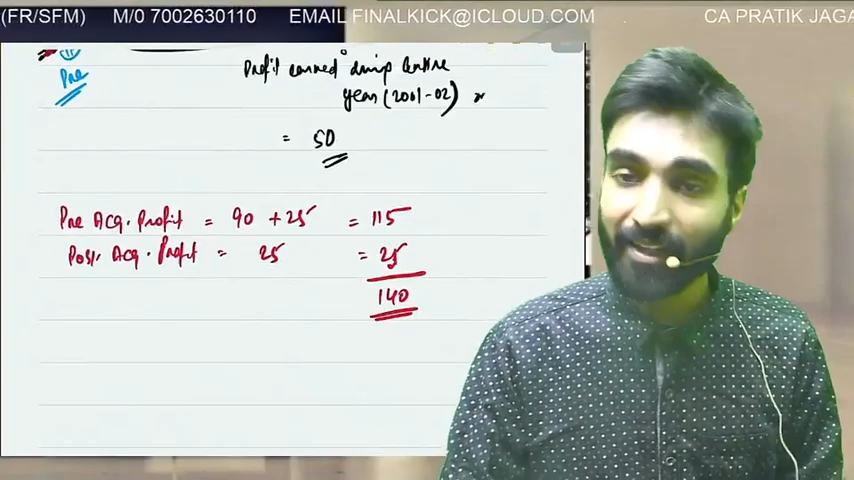 (FR/SFM) M/0 7002630110 EMAIL FINALKICK@ICLOUD.COM CA PRATIK JAGA
Pre
Profit earned during Entire
year (2001-02)
= 50
Pre Acq. Profit = 90 + 25 = 115
Post. Acq. Profit = 25 = 25
140